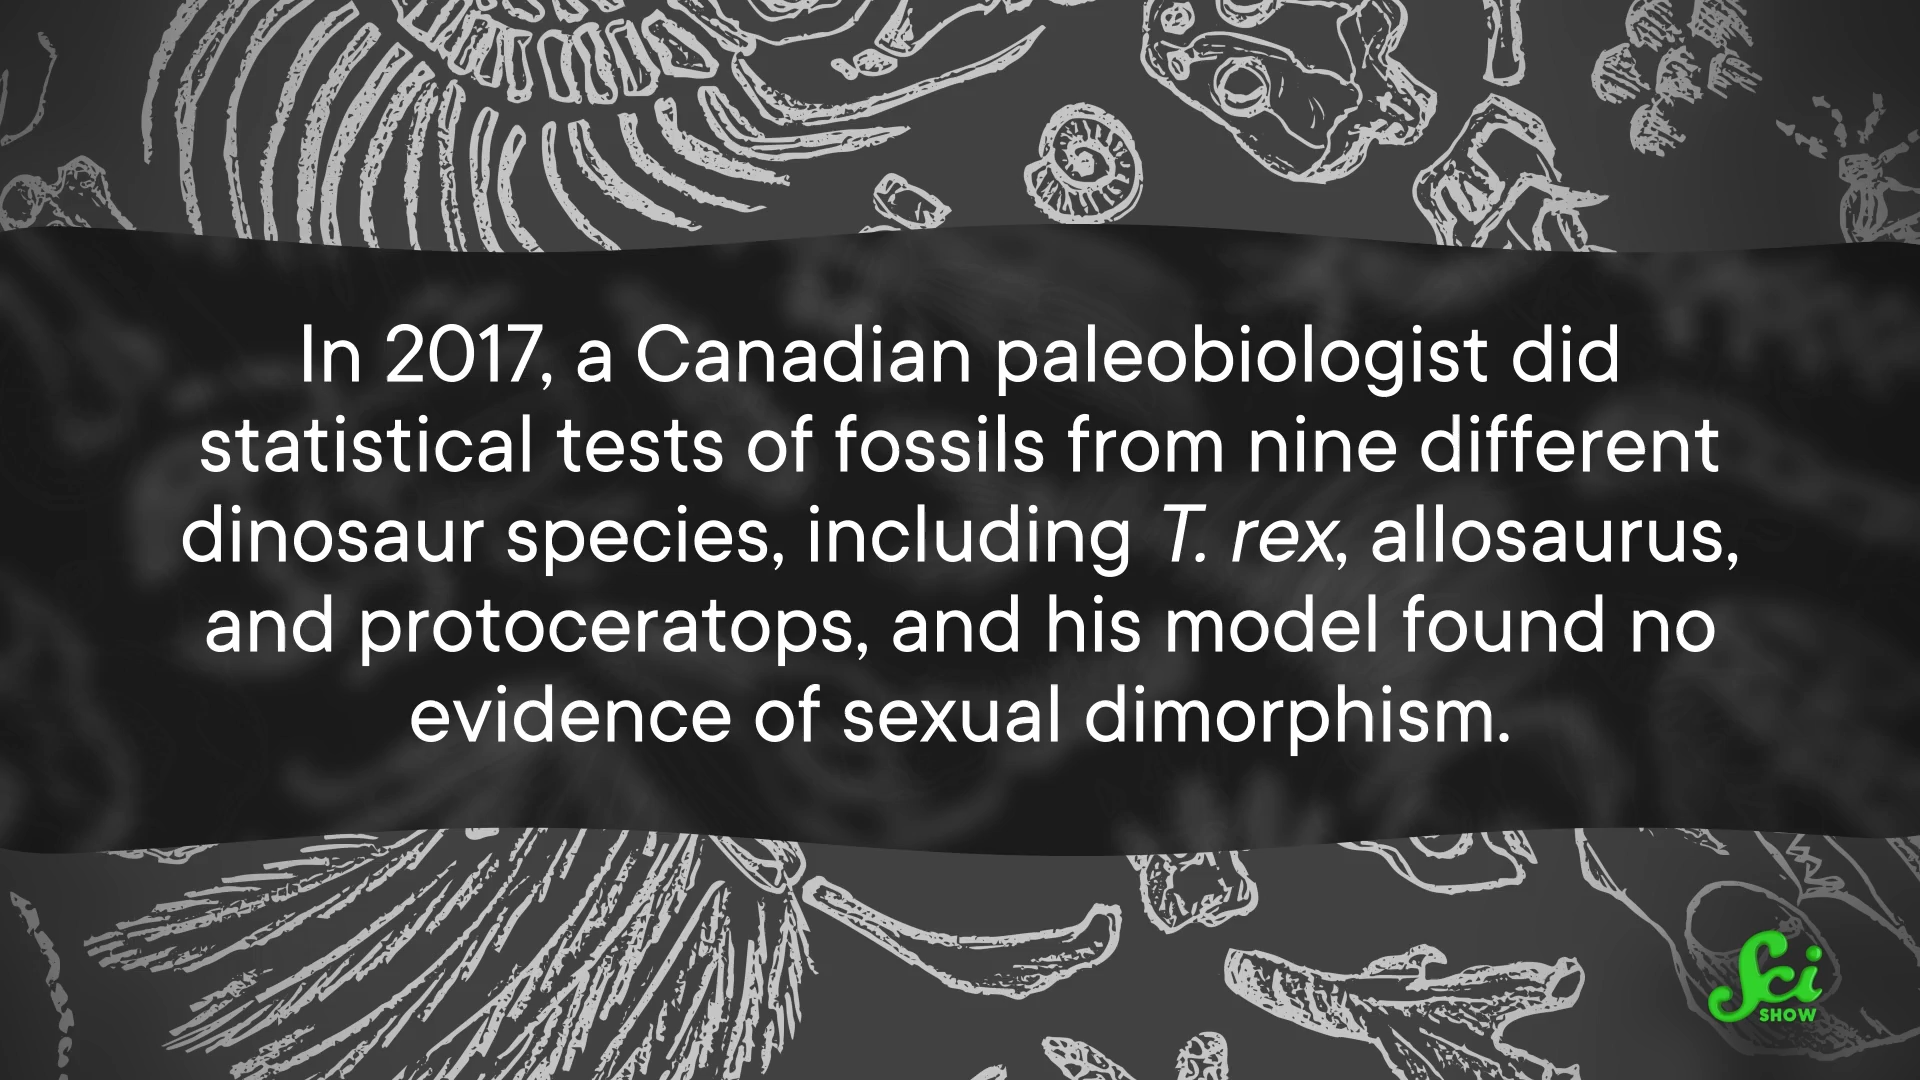 In 2017, a Canadian paleobiologist did
statistical tests of fossils from nine different
dinosaur species, including T. rex, allosaurus,
and protoceratops, and his model found no
evidence of sexual dimorphism.
Sci
SHOW